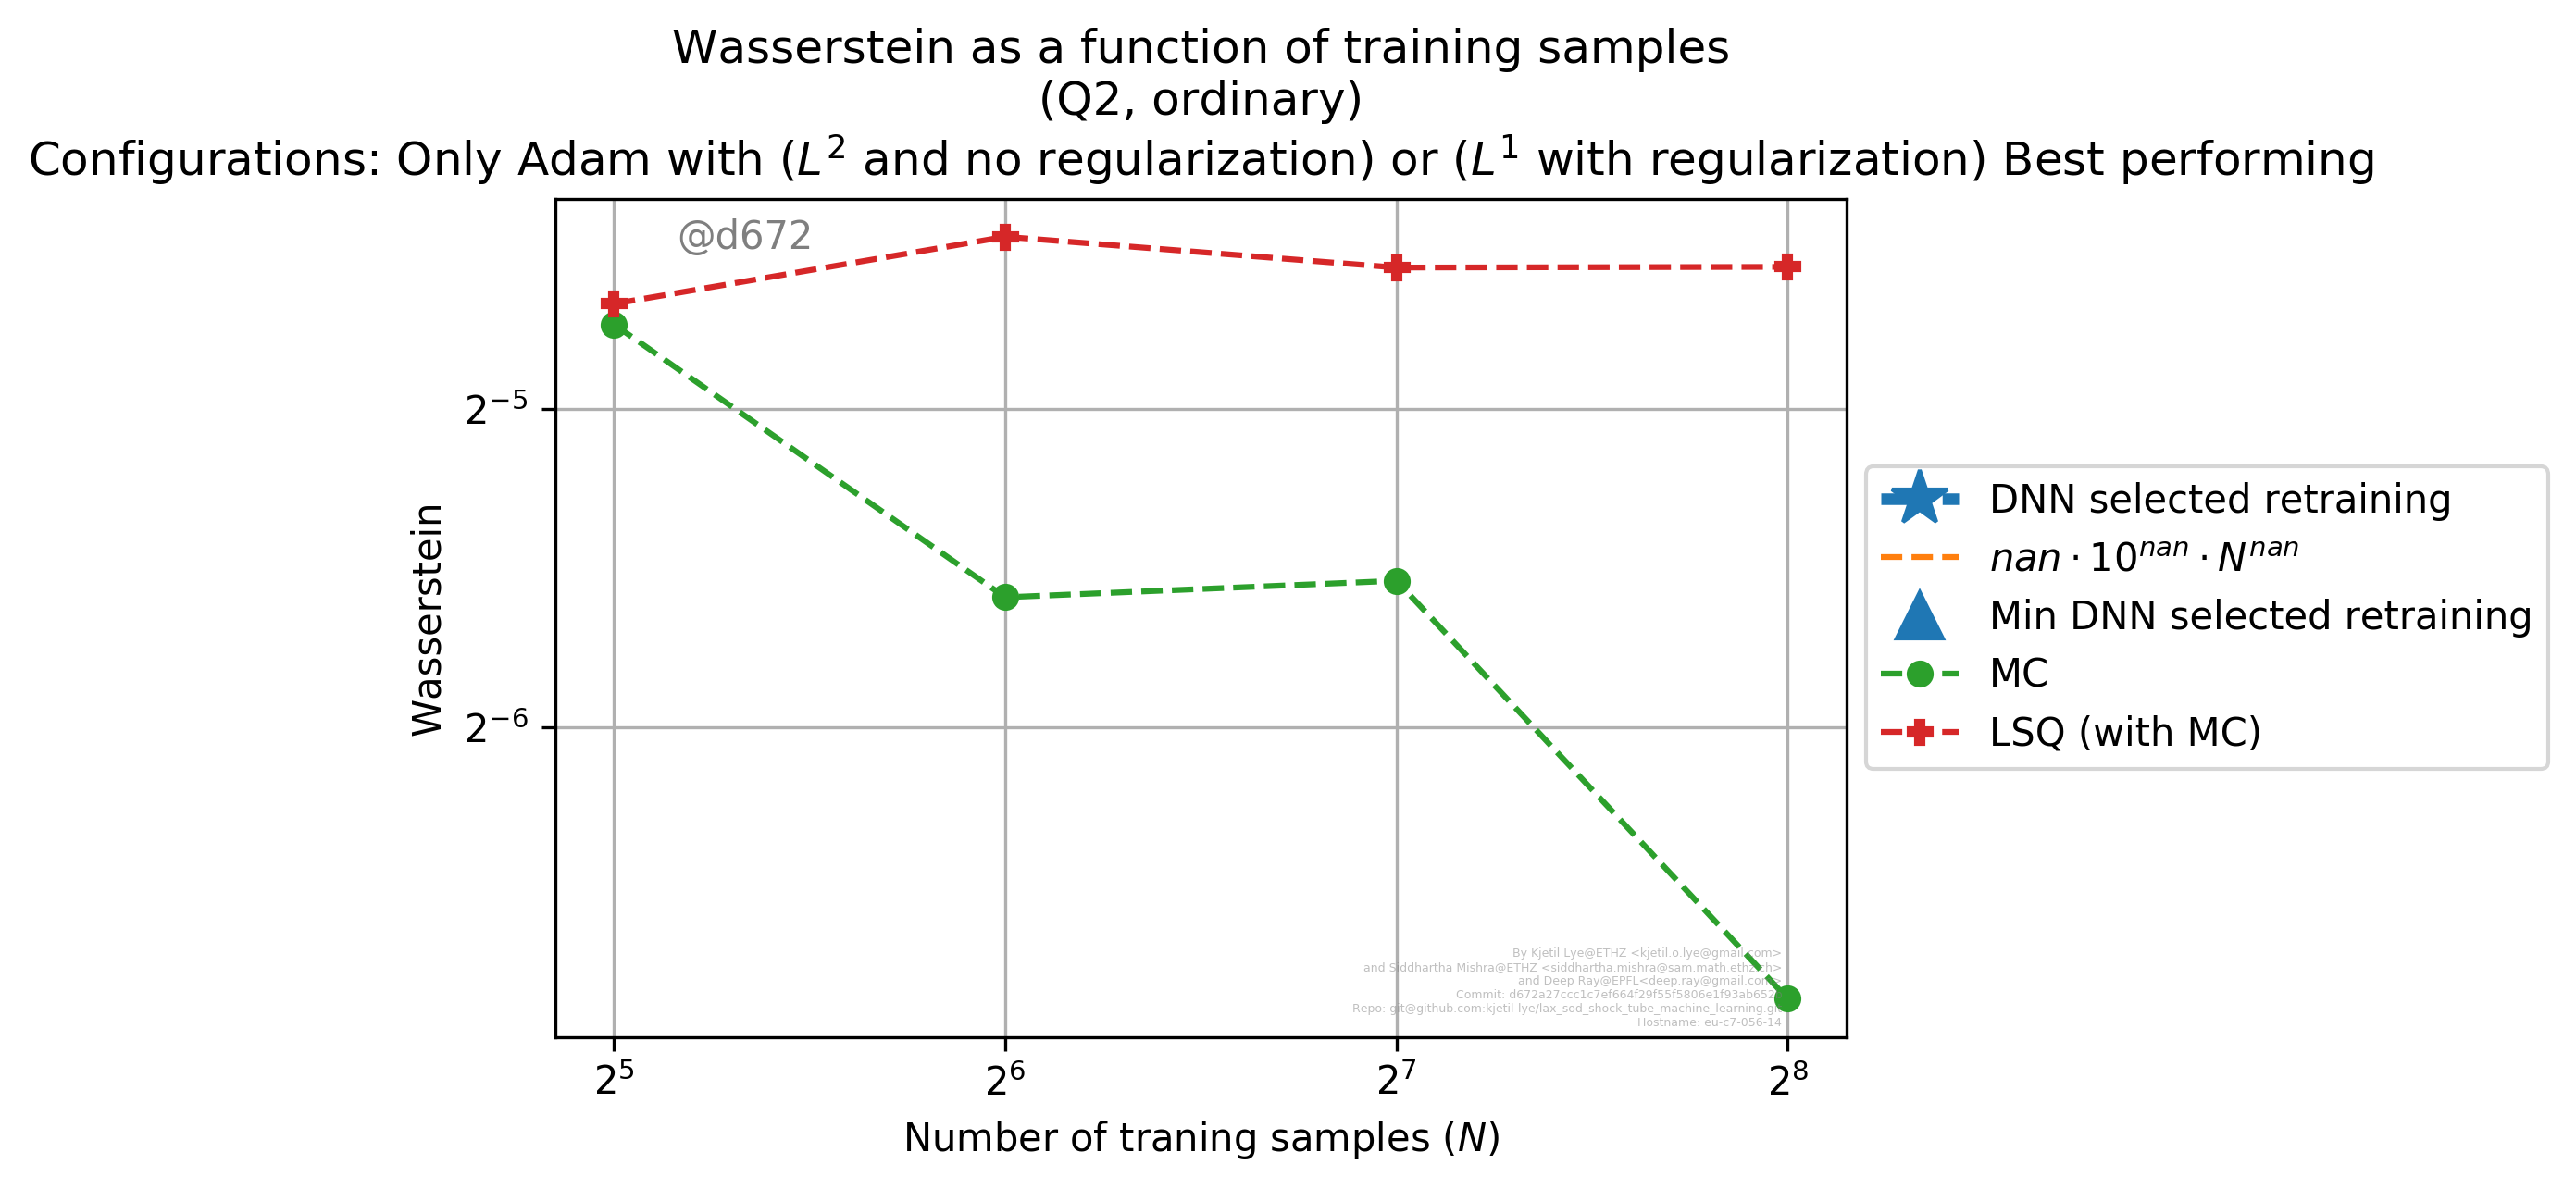 Wasserstein as a function of training samples
(Q2, ordinary)
Configurations: Only Adam with (L² and no regularization) or (L¹ with regularization) Best performing
@d672
2⁻⁵
2⁻⁶
Wasserstein
DNN selected retraining
nan · 10ⁿᵃⁿ · Nⁿᵃⁿ
Min DNN selected retraining
MC
LSQ (with MC)
By Kjetil Lye@ETHZ <kjetil.o.lye@gmail.com>
and Siddhartha Mishra@ETHZ <siddhartha.mishra@sam.math.ethz.ch>
and Deep Ray@EPFL<deep.ray@gmail.com>
Commit:
Repo: git@github.com:kjetil-lye/lax_sod_shock_tube_machine_learning.git
Hostname: eu-c7-056-14
2⁵ 2⁶ 2⁷ 2⁸
Number of traning samples (N)